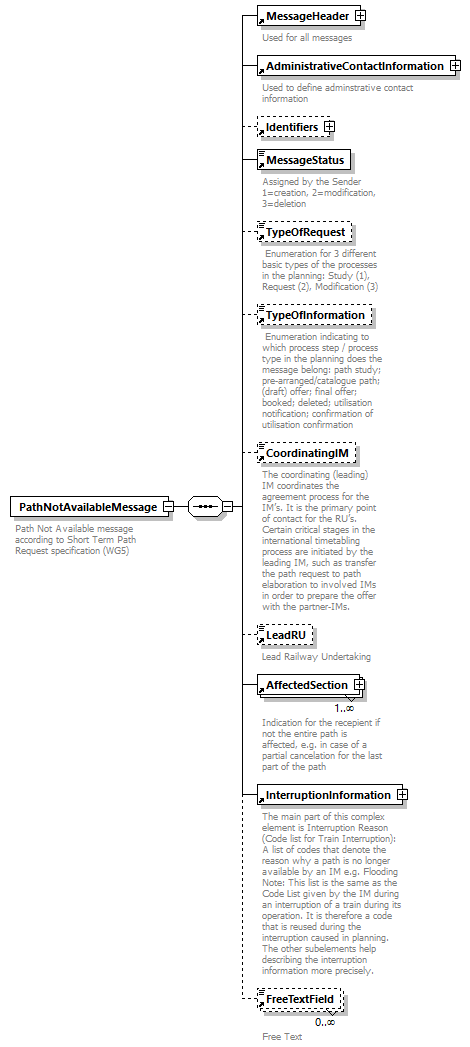 MessageHeader
Used for all messages
AdministrativeContactInformation
Used to define adminstrative contact
information
Identifiers
MessageStatus
Assigned by the Sender
1=creation, 2=modification,
3=deletion
TypeOfRequest
Enumeration for 3 different
basic types of the processes
in the planning: Study (1),
Request (2), Modification (3)
TypeOfInformation
Enumeration indicating to
which process step / process
type in the planning does the
message belong: path study;
pre-arranged/catalogue path;
(draft) offer; final offer;
booked; deleted; utilisation
notification; confirmation of
utilisation confirmation
CoordinatingIM
The coordinating (leading)
IM coordinates the
agreement process for the
IM's. It is the primary point
of contact for the RU's.
Certain critical stages in the
international timetabling
process are initiated by the
leading IM, such as transfer
the path request to path
elaboration to involved IMs
in order to prepare the offer
with the partner-IMs.
PathNotAvailableMessage
Path Not Available message
according to Short Term Path
Request specification (WG5)
LeadRU
Lead Railway Undertaking
AffectedSection
1..∞
Indication for the recepient if
not the entire path is
affected, e.g. in case of a
partial cancelation for the
last part of the path
InterruptionInformation
The main part of this complex
element is Interruption Reason
(Code list for Train Interruption):
A list of codes that denote the
reason why a path is no longer
available by an IM e.g. Flooding
Note: This list is the same as the
Code List given by the IM during
an interruption of a train during its
operation. It is therefore a code
that is reused during the
interruption caused in planning.
The other subelements help
describing the interruption
information more precisely.
FreeTextField
0..∞
Free Text